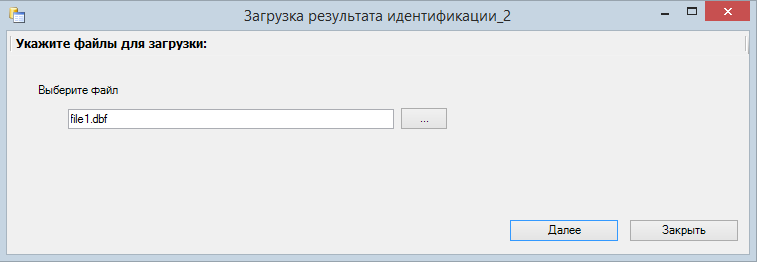 Загрузка результата идентификации_2
Укажите файлы для загрузки:
Выберите файл
file1.dbf
...
Далее
Закрыть